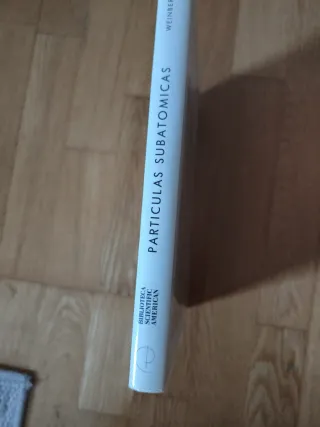 WEINBER
PARTICULAS SUBATOMICAS
BIBLIOTECA
SCIENTIFIC
AMERICAN